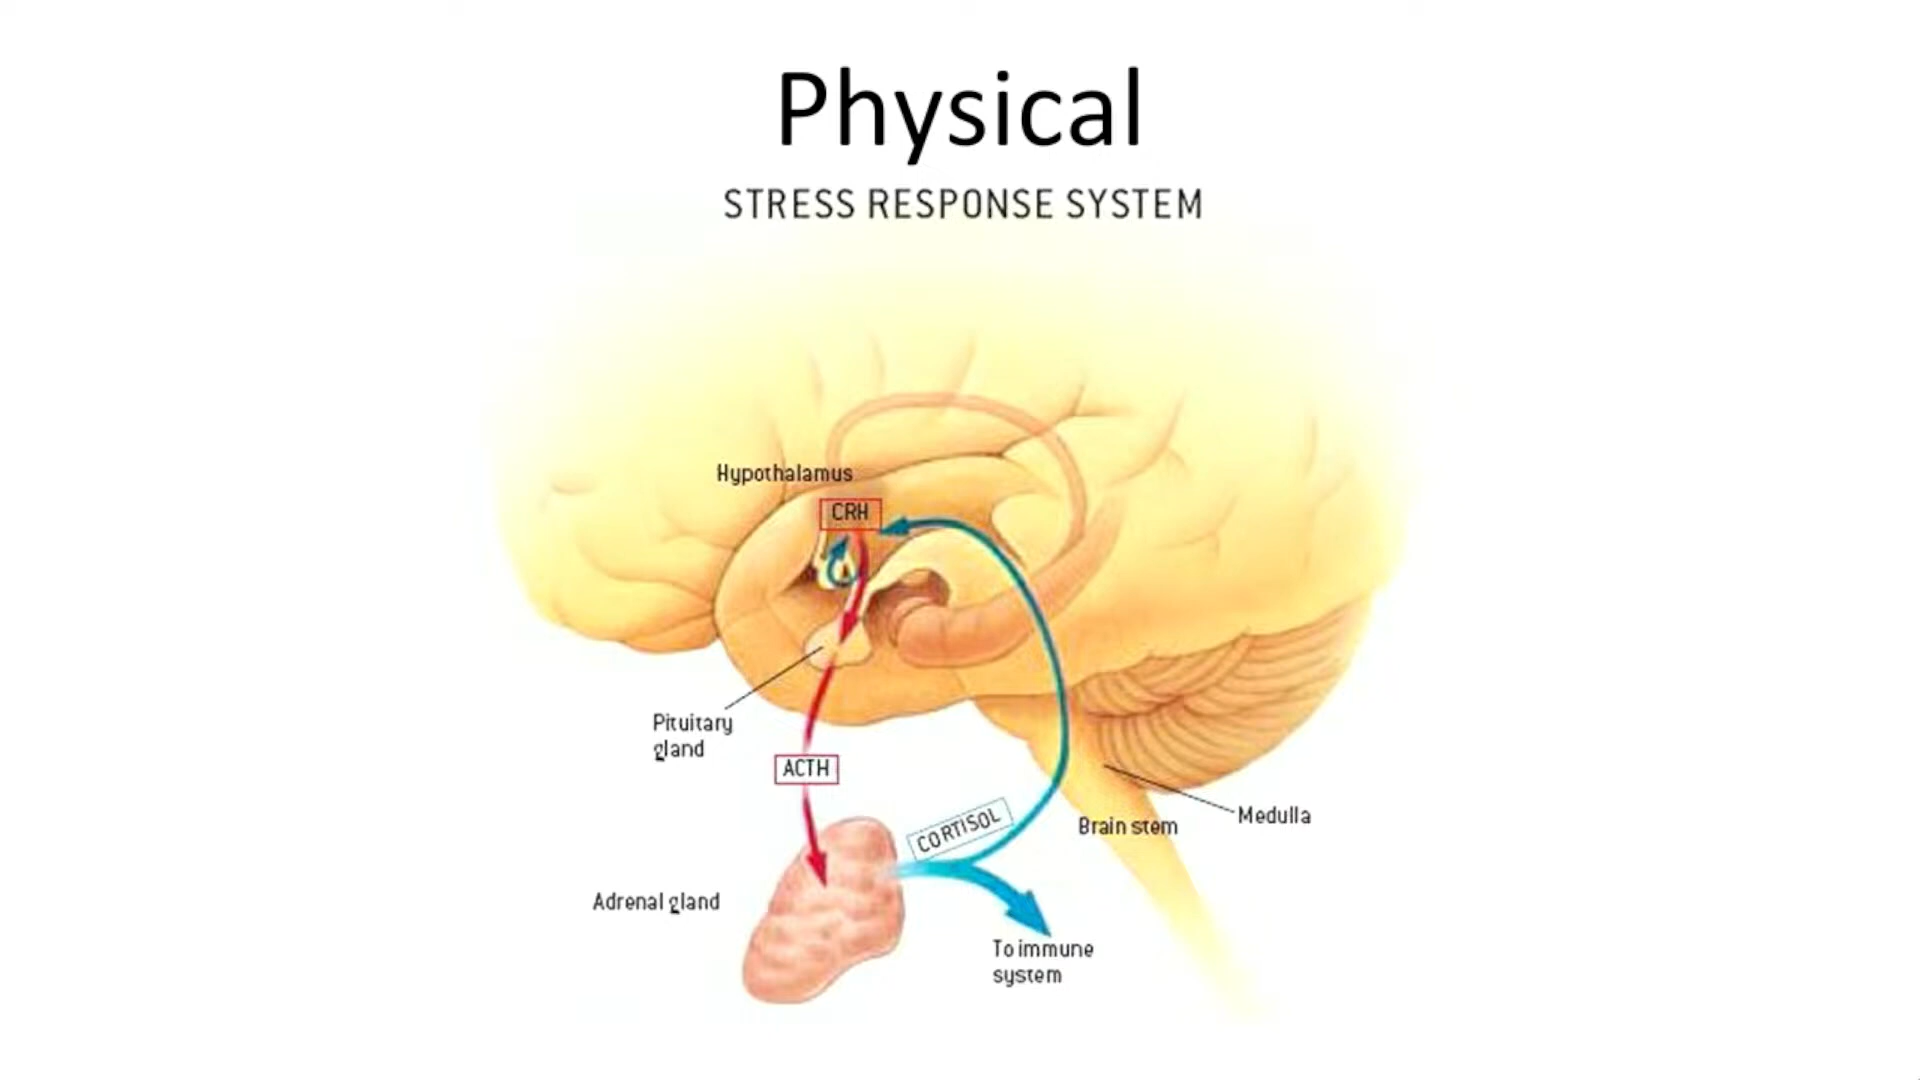 Physical
STRESS RESPONSE SYSTEM
Hypothalamus
CRH
Pituitary
gland
ACTH
CORTISOL
Brain stem
Medulla
Adrenal gland
To immune
system